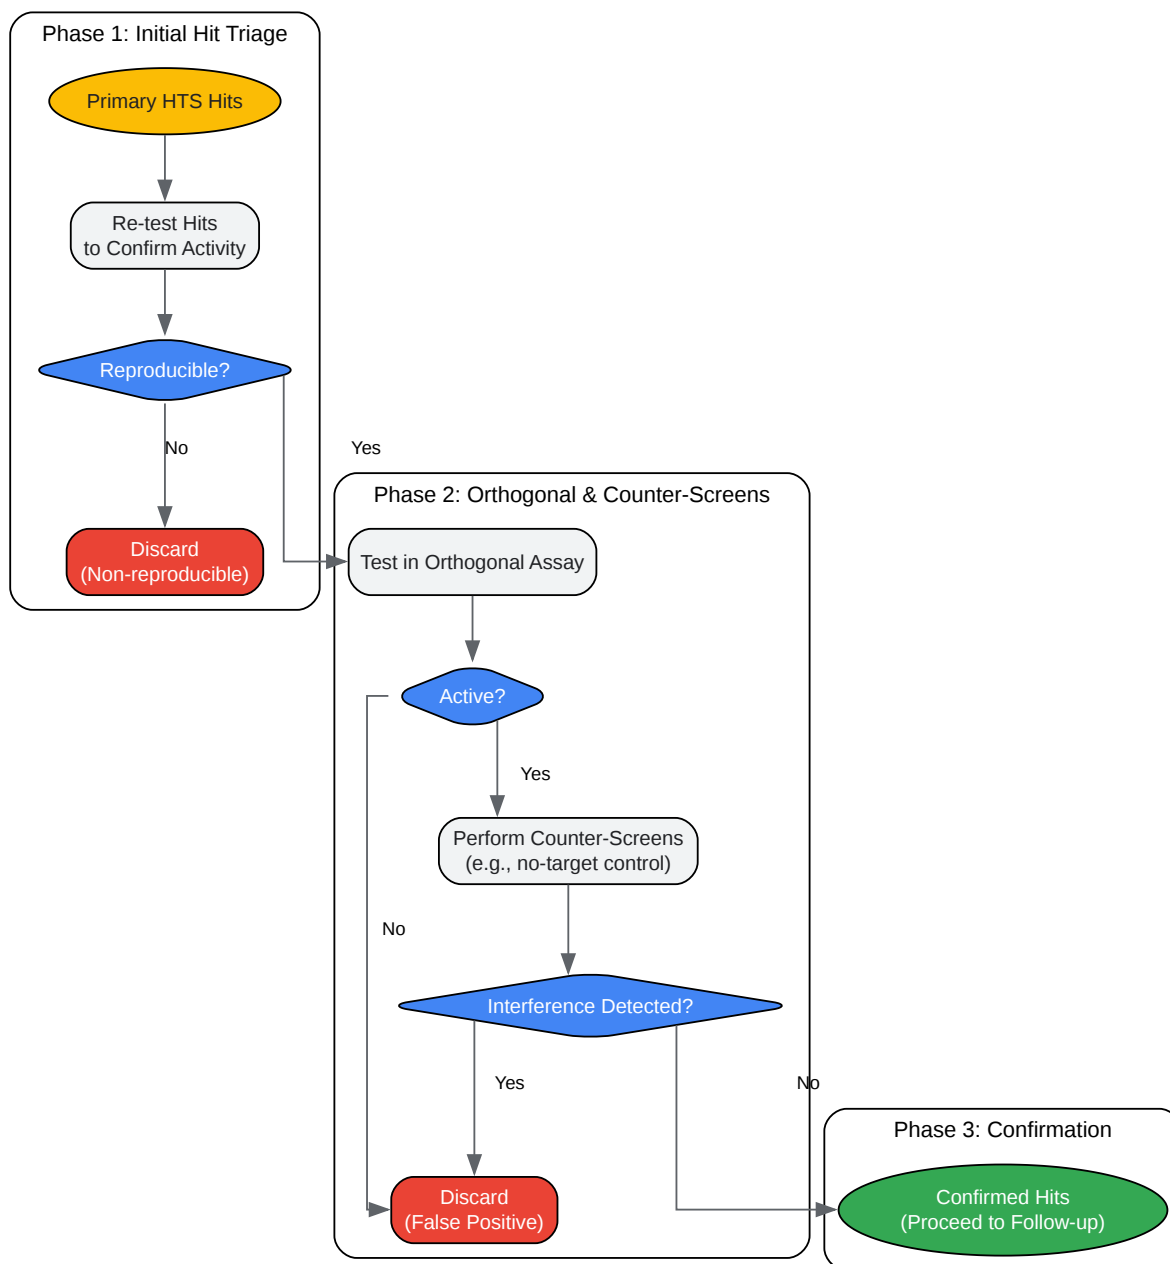 Phase 1: Initial Hit Triage
Primary HTS Hits
Re-test Hits
to Confirm Activity
Reproducible?
No
Yes
Discard
(Non-reproducible)
Phase 2: Orthogonal & Counter-Screens
Test in Orthogonal Assay
Active?
Yes
Perform Counter-Screens
(e.g., no-target control)
No
Interference Detected?
Yes
No
Discard
(False Positive)
Phase 3: Confirmation
Confirmed Hits
(Proceed to Follow-up)